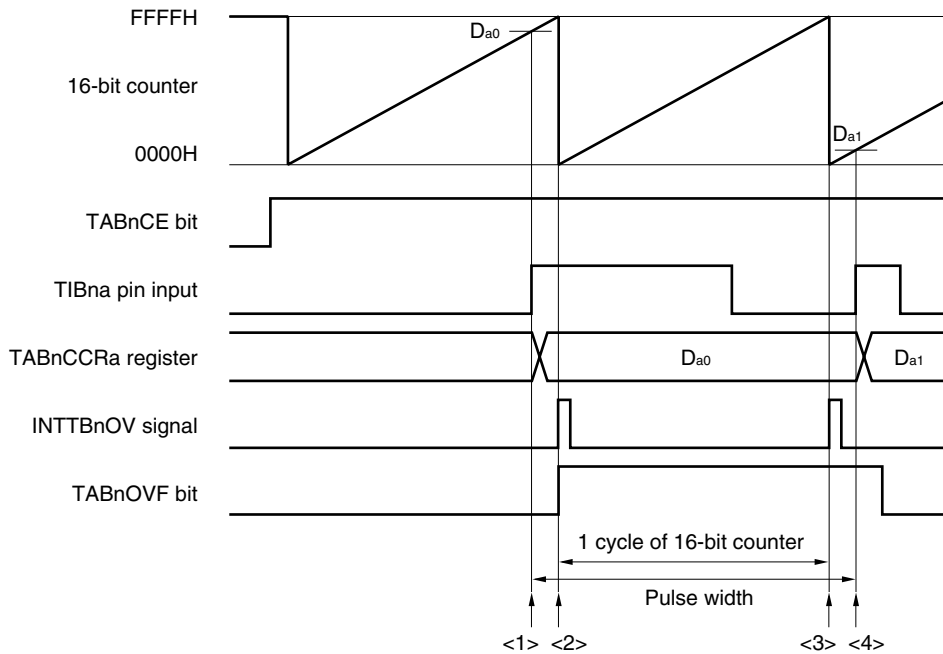 FFFFH
Da0
16-bit counter
Da1
0000H
TABnCE bit
TIBna pin input
TABnCCRa register
Da0
Da1
INTTBnOV signal
TABnOVF bit
1 cycle of 16-bit counter
Pulse width
<1> <2> <3> <4>